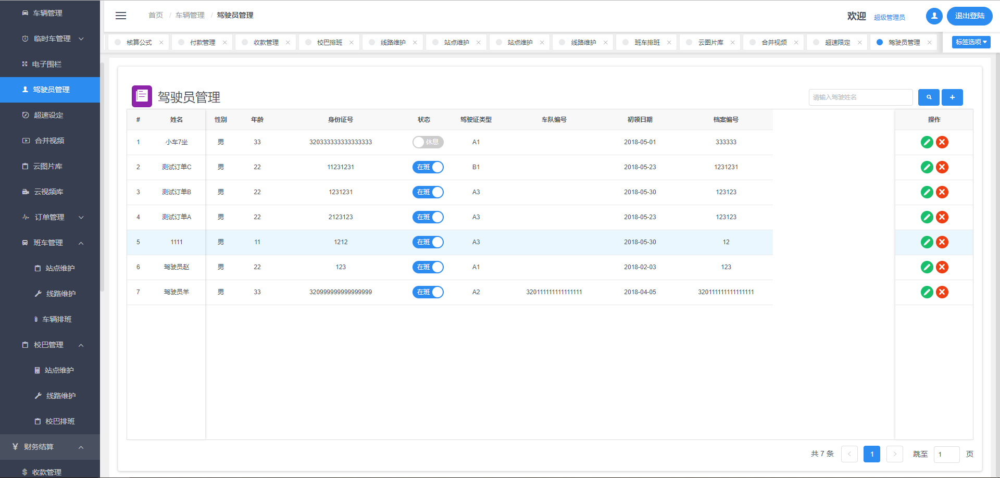 车辆管理
临时车管理
电子围栏
驾驶员管理
超速设定
合并视频
云图片库
云视频库
订单管理
班车管理
站点维护
线路维护
车辆排班
校巴管理
站点维护
线路维护
校巴排班
¥ 财务结算
收款管理
首页 / 车辆管理 / 驾驶员管理
欢迎 超级管理员 退出登陆
核算公式 付款管理 收款管理 校巴排班 线路维护 站点维护 站点维护 线路维护 班车排班 云图片库 合并视频 超速限定 驾驶员管理 标签选项
驾驶员管理
请输入驾驶姓名
# 姓名 性别 年龄 身份证号 状态 驾驶证类型 车队编号 初领日期 档案编号 操作
1 小车7坐 男 33 320333333333333333 休息 A1 2018-05-01 333333
2 测试订单C 男 22 11231231 在班 B1 2018-05-23 1231231
3 测试订单B 男 22 1231231 在班 A3 2018-05-30 123123
4 测试订单A 男 22 2123123 在班 A3 2018-05-23 123123
5 1111 男 11 1212 在班 A3 2018-05-30 12
6 驾驶员赵 男 22 123 在班 A1 2018-02-03 123
7 驾驶员羊 男 33 320999999999999999 在班 A2 320111111111111111 2018-04-05 320111111111111111
共 7 条 1 跳至 1 页